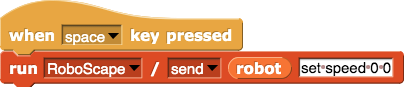 when space key pressed
run RoboScape / send robot set speed 0 0